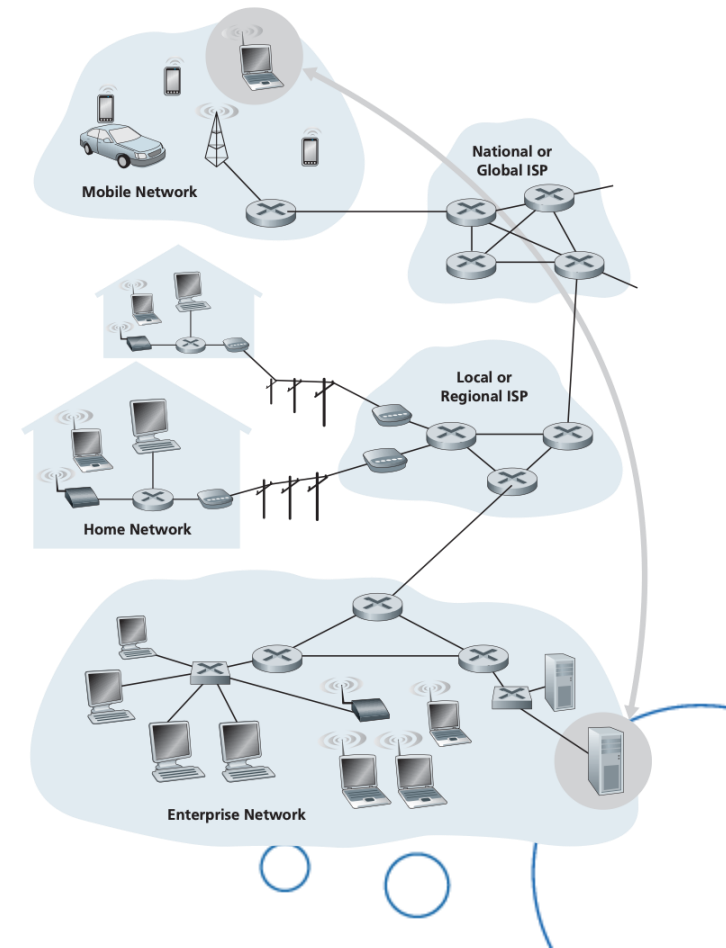 National or
Global ISP
Mobile Network
Local or
Regional ISP
Home Network
Enterprise Network